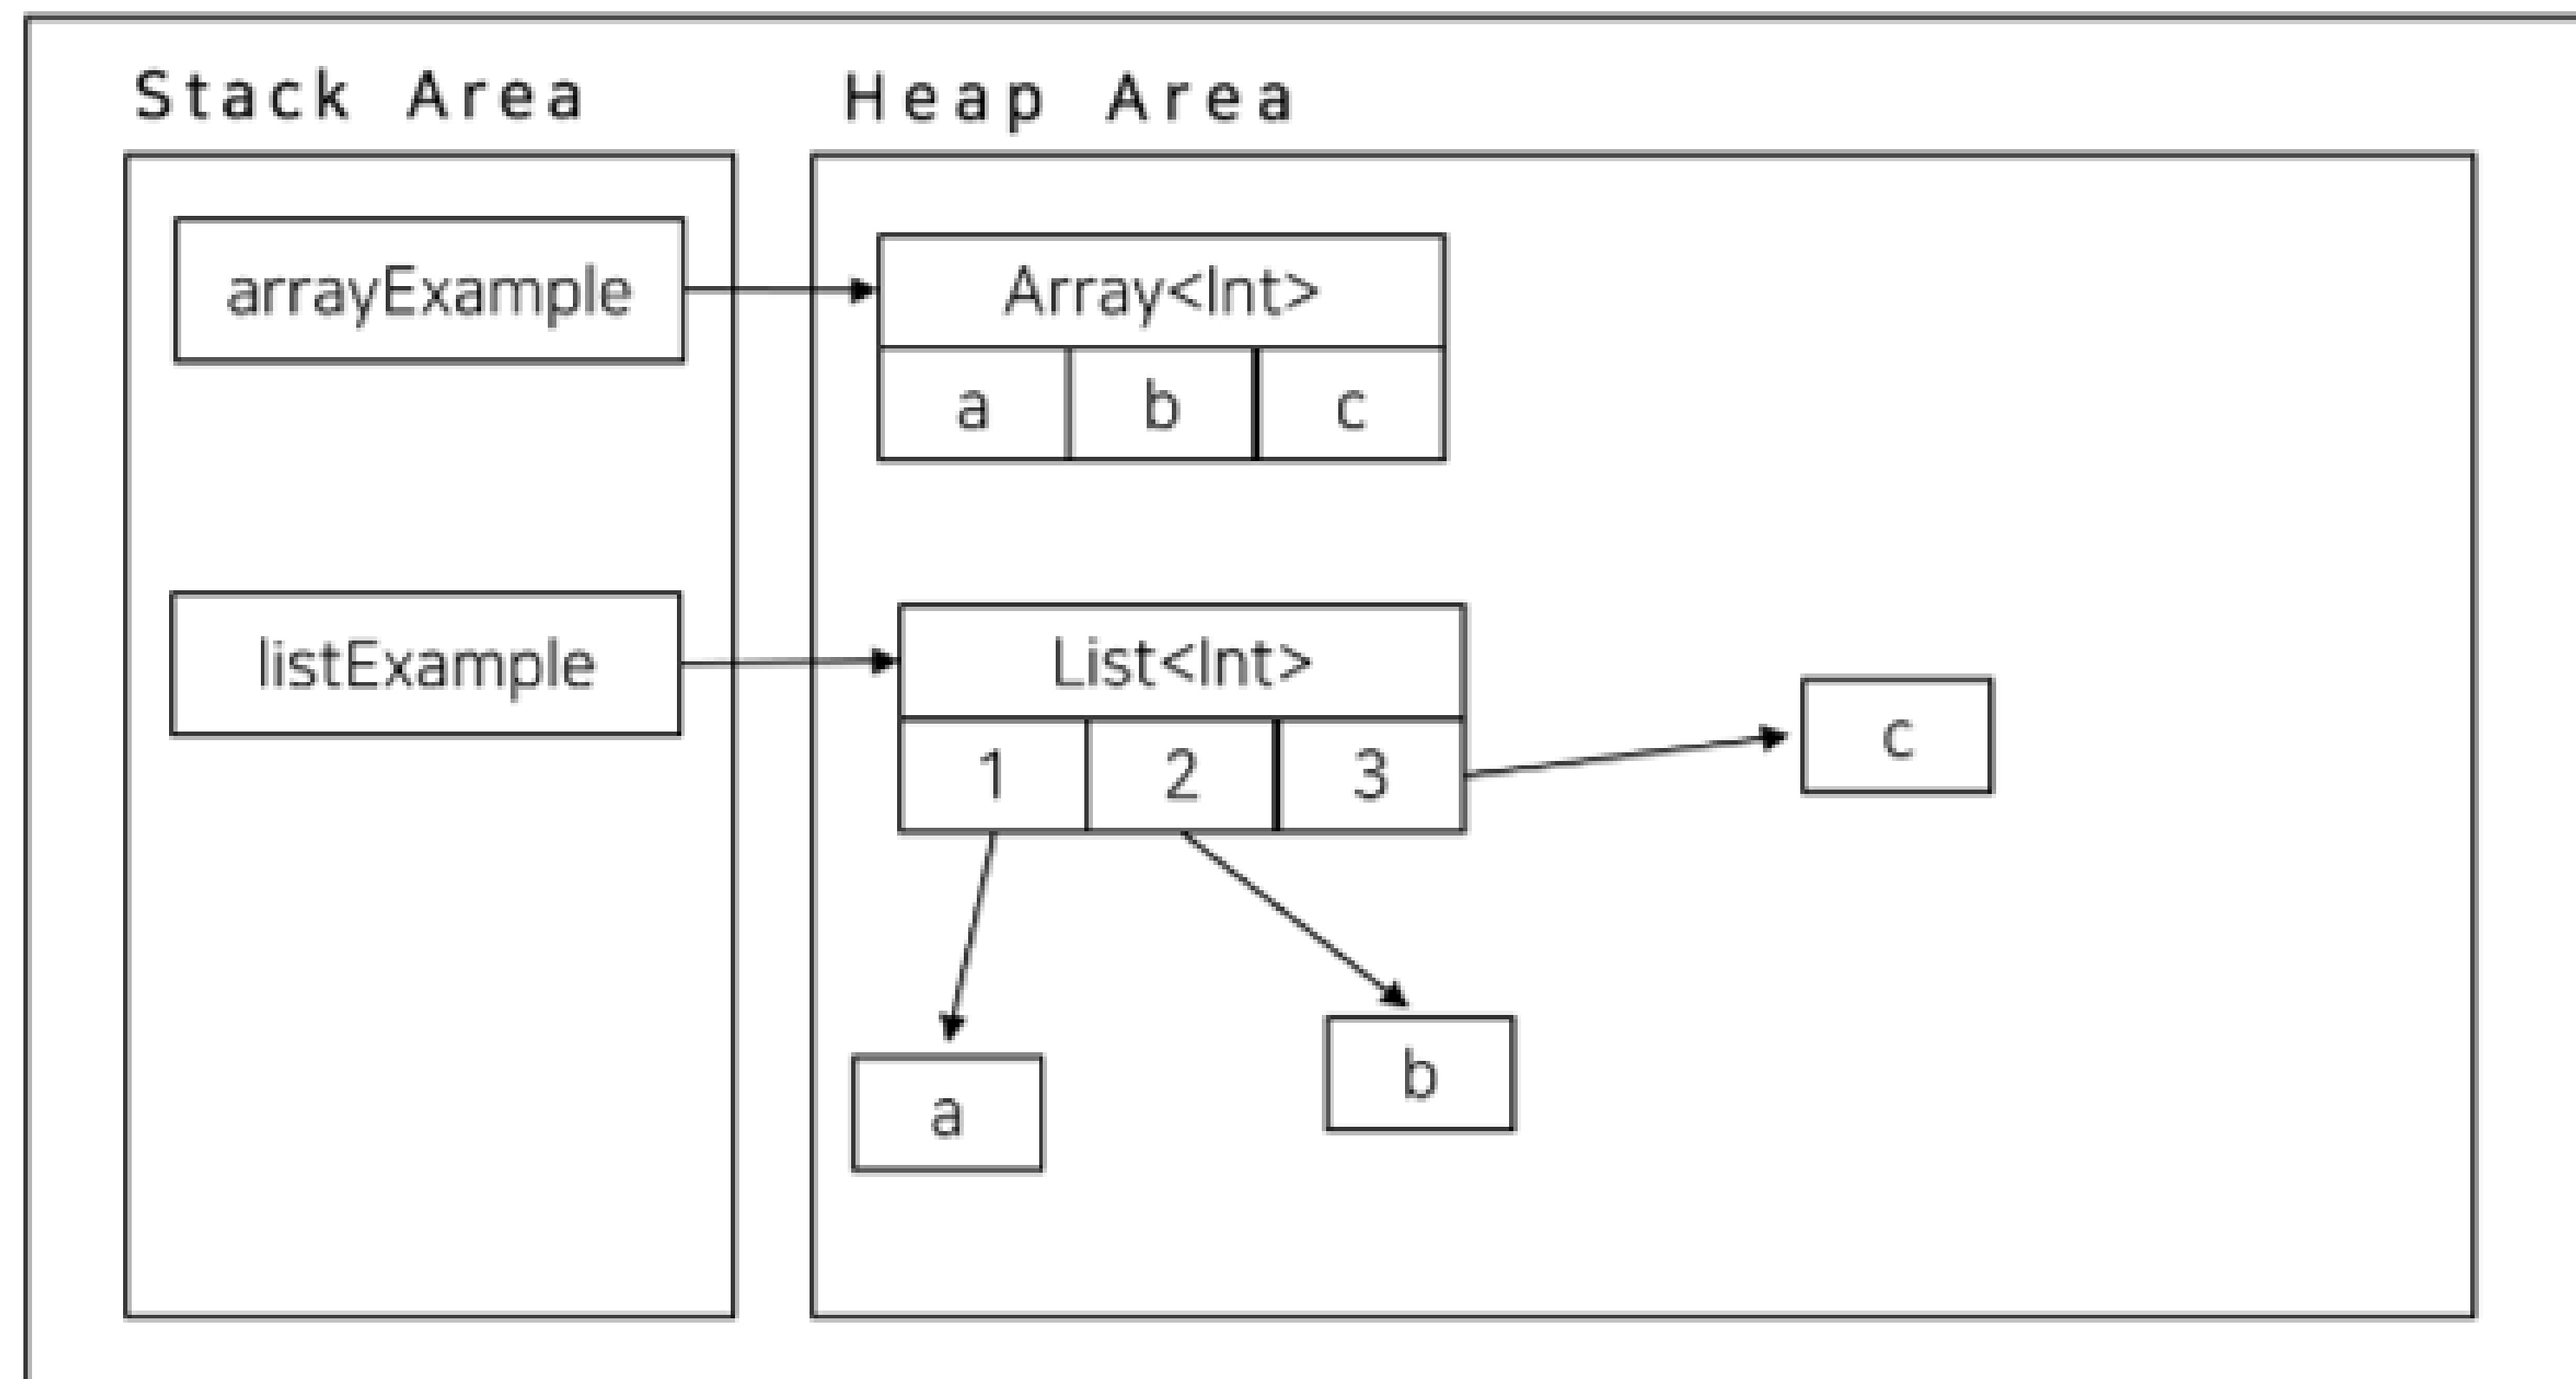 Stack Area
Heap Area
arrayExample
Array<Int>
a b c
listExample
List<Int>
1 2 3
c
a
b